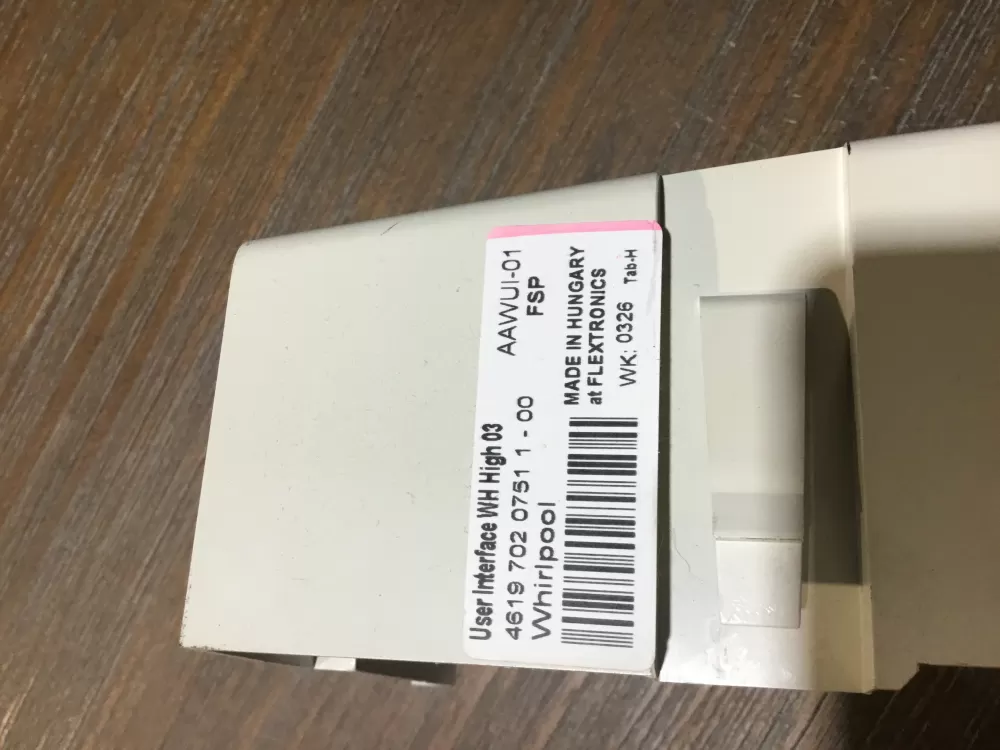 User Interface WH High 03
4619 702 0751 1 - 00
Whirlpool
AAWUI-01
FSP
MADE IN HUNGARY
at FLEXTRONICS
WK: 0326 Tab-H